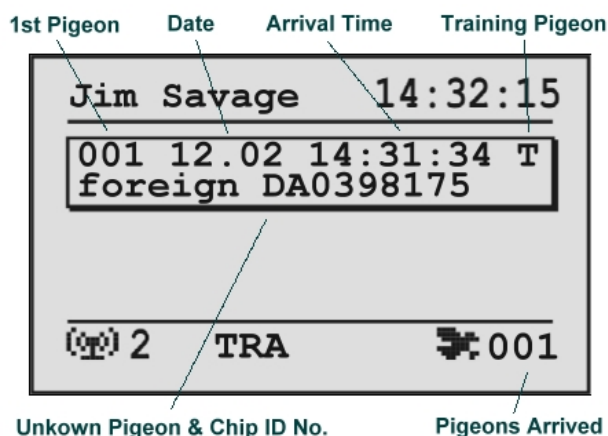 1st Pigeon Date Arrival Time Training Pigeon
Jim Savage 14:32:15
001 12.02 14:31:34 T
foreign DA0398175
2 TRA 001
Unkown Pigeon & Chip ID No. Pigeons Arrived